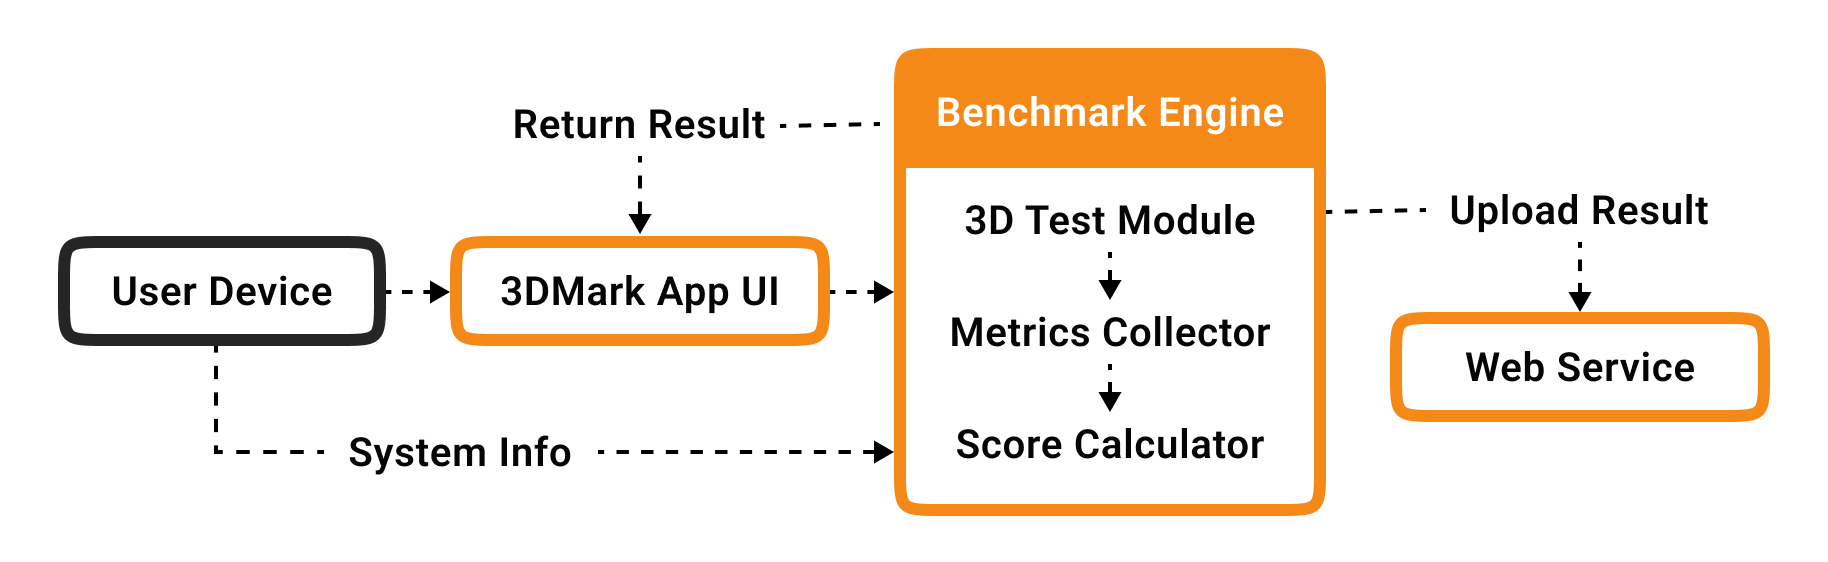 Return Result
Benchmark Engine
3D Test Module
Upload Result
User Device
3DMark App UI
Metrics Collector
Web Service
System Info
Score Calculator